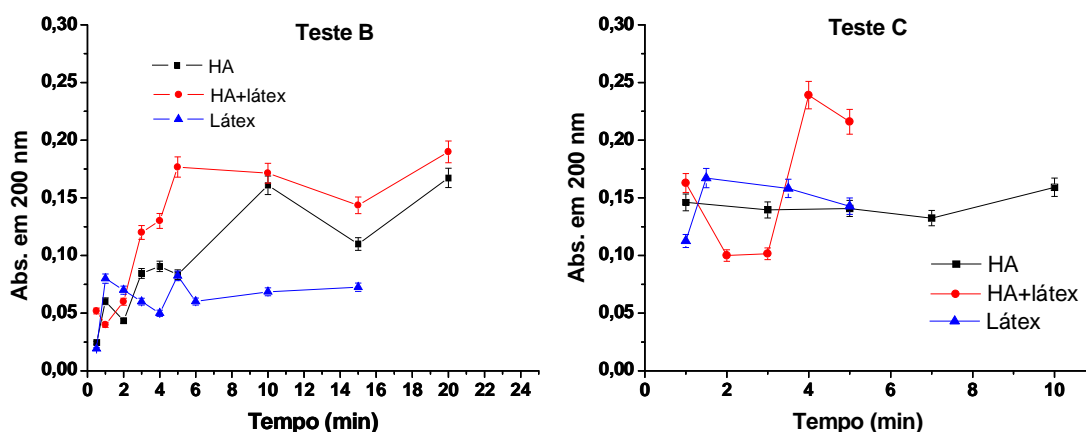 Teste B
HA
HA+látex
Látex
Abs. em 200 nm
0,30
0,25
0,20
0,15
0,10
0,05
0,00
0 2 4 6 8 10 12 14 16 18 20 22 24
Tempo (min)
Teste C
HA
HA+látex
Látex
Abs. em 200 nm
0,30
0,25
0,20
0,15
0,10
0,05
0,00
0 2 4 6 8 10
Tempo (min)